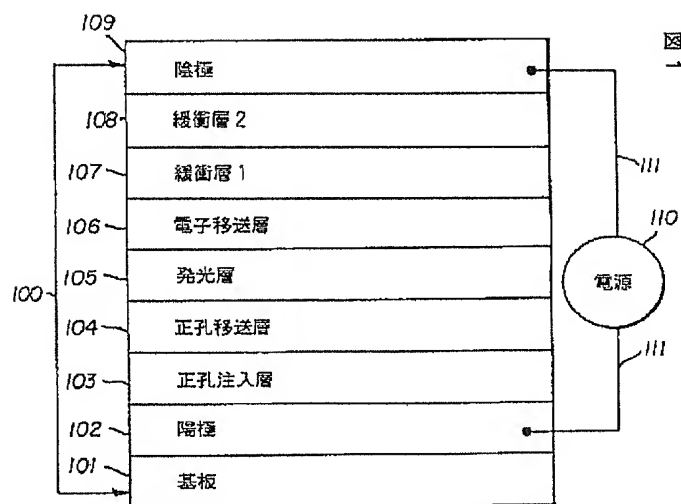 109
図1
陰極
108
緩衝層2
111
107
緩衝層1
106
電子移送層
110
105
発光層
電源
100
104
正孔移送層
111
103
正孔注入層
102
陽極
101
基板